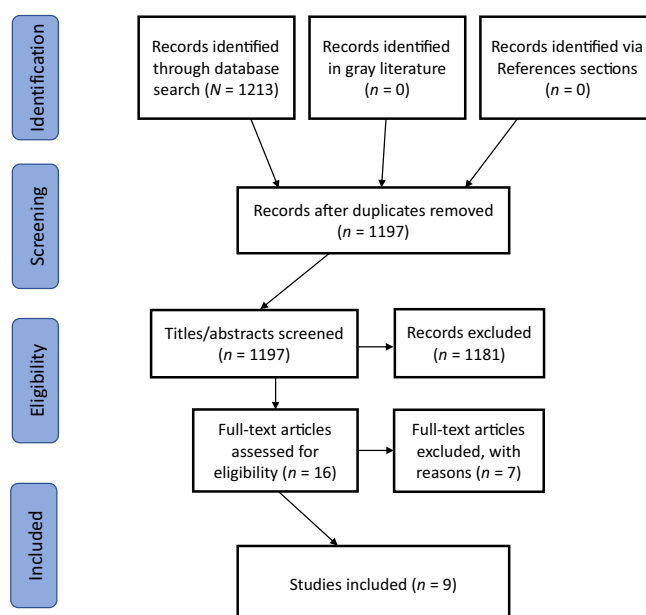 Identification
Records identified
through database
search (N = 1213)
Records identified
in gray literature
(n = 0)
Records identified via
References sections
(n = 0)
Screening
Records after duplicates removed
(n = 1197)
Eligibility
Titles/abstracts screened
(n = 1197)
Records excluded
(n = 1181)
Full-text articles
assessed for
eligibility (n = 16)
Full-text articles
excluded, with
reasons (n = 7)
Included
Studies included (n = 9)